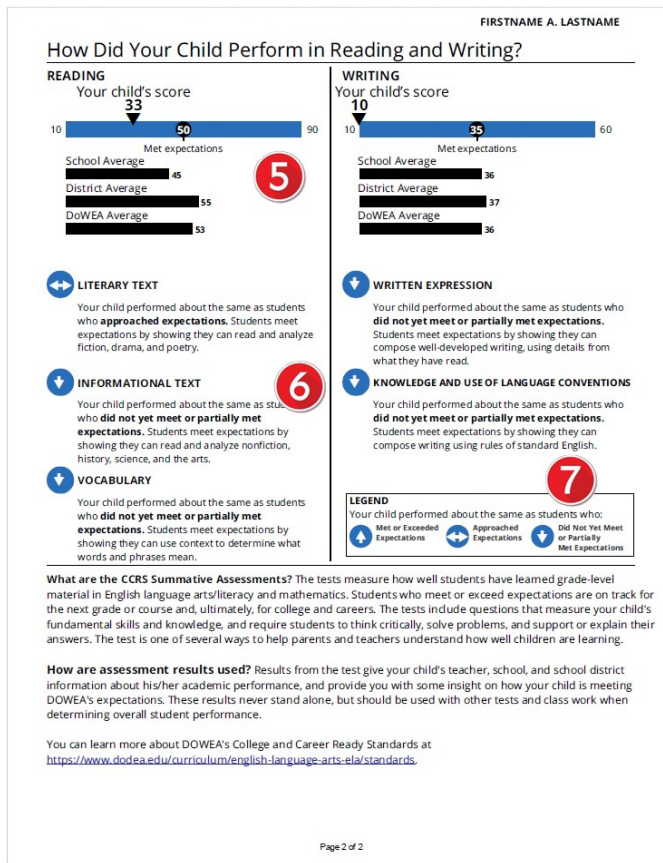 FIRSTNAME A. LASTNAME
How Did Your Child Perform in Reading and Writing?
READING
Your child's score
33
10
50
90
Met expectations
School Average
45
District Average
55
DoWEA Average
53
5
LITERARY TEXT
Your child performed about the same as students
who approached expectations. Students meet
expectations by showing they can read and analyze
fiction, drama, and poetry.
INFORMATIONAL TEXT
6
Your child performed about the same as stu
who did not yet meet or partially met
expectations. Students meet expectations by
showing they can read and analyze nonfiction,
history, science, and the arts.
VOCABULARY
Your child performed about the same as students
who did not yet meet or partially met
expectations. Students meet expectations by
showing they can use context to determine what
words and phrases mean.
WRITING
Your child's score
10
10
35
60
Met expectations
School Average
36
District Average
37
DoWEA Average
36
WRITTEN EXPRESSION
Your child performed about the same as students who
did not yet meet or partially met expectations.
Students meet expectations by showing they can
compose well-developed writing, using details from
what they have read.
KNOWLEDGE AND USE OF LANGUAGE CONVENTIONS
Your child performed about the same as students who
did not yet meet or partially met expectations.
Students meet expectations by showing they can
compose writing using rules of standard English.
7
LEGEND
Your child performed about the same as students who:
Met or Exceeded
Expectations
Approached
Expectations
Did Not Yet Meet
or Partially
Met Expectations
What are the CCRS Summative Assessments? The tests measure how well students have learned grade-level
material in English language arts/literacy and mathematics. Students who meet or exceed expectations are on track for
the next grade or course and, ultimately, for college and careers. The tests include questions that measure your child's
fundamental skills and knowledge, and require students to think critically, solve problems, and support or explain their
answers. The test is one of several ways to help parents and teachers understand how well children are learning.
How are assessment results used? Results from the test give your child's teacher, school, and school district
information about his/her academic performance, and provide you with some insight on how your child is meeting
DOWEA's expectations. These results never stand alone, but should be used with other tests and class work when
determining overall student performance.
You can learn more about DOWEA's College and Career Ready Standards at
https://www.dodea.edu/curriculum/english-language-arts-ela/standards.
Page 2 of 2